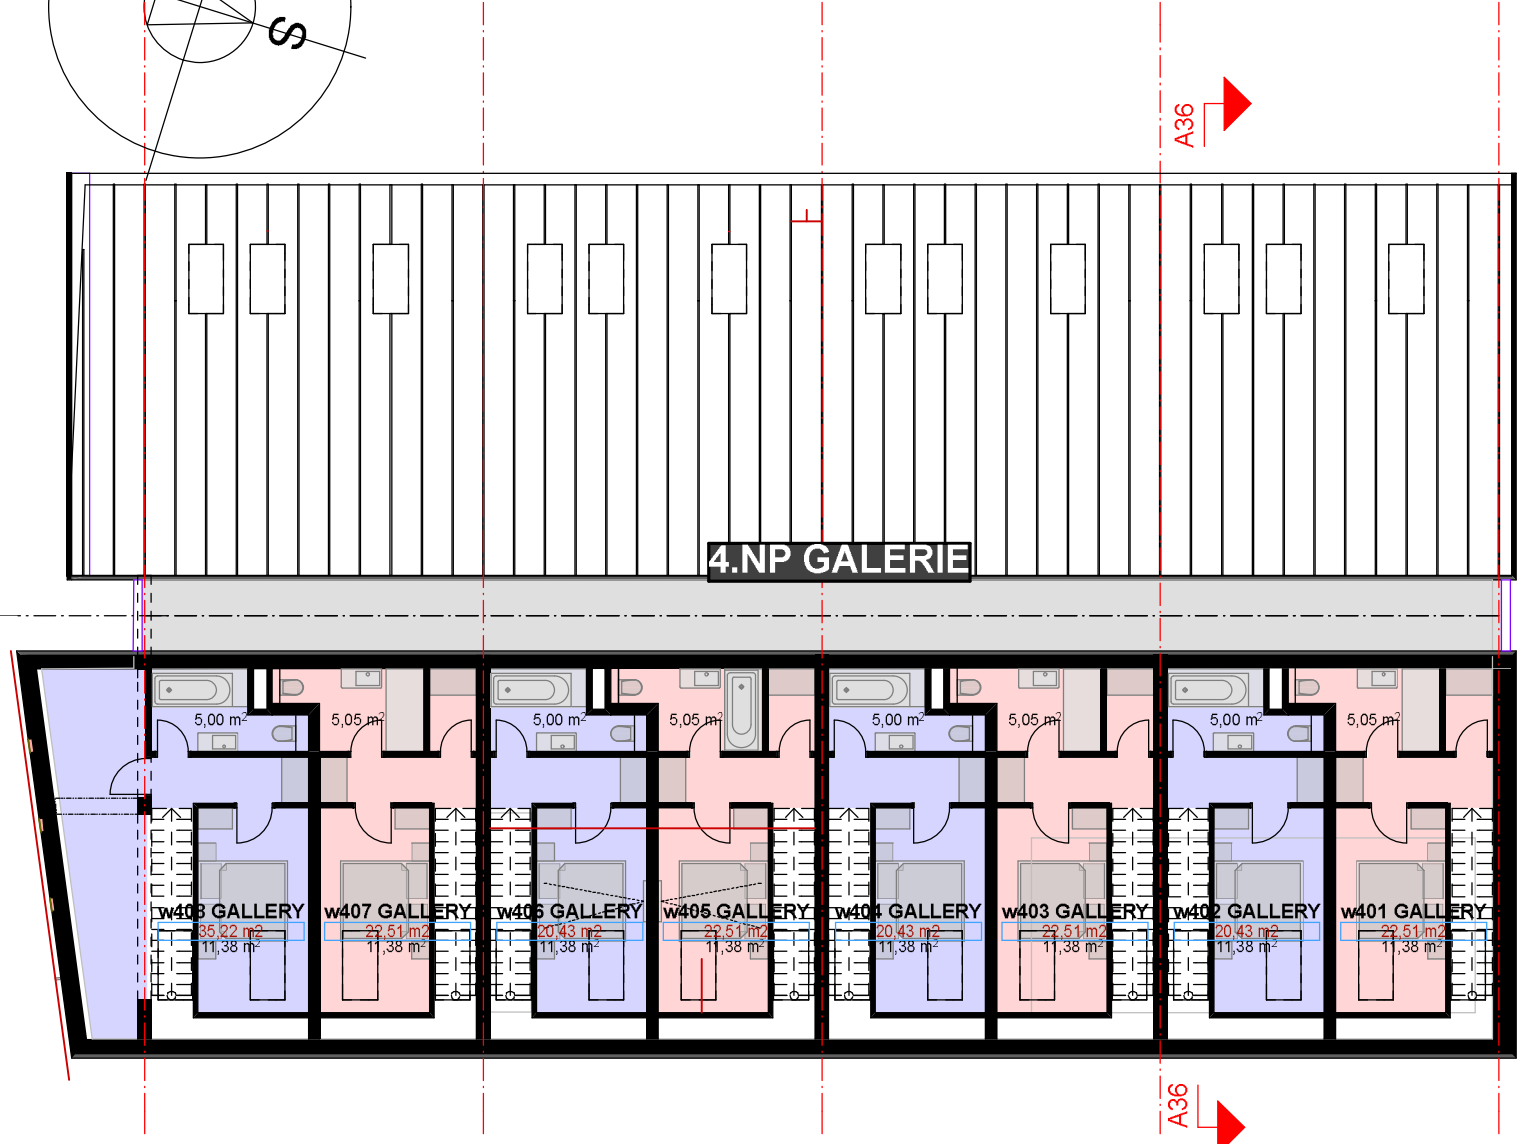 S
A36
4.NP GALERIE
5,00 m2
5,05 m2
5,00 m2
5,05 m2
5,00 m2
5,05 m2
5,00 m2
5,05 m2
w408 GALLERY
35,22 m2
11,38 m2
w407 GALLERY
22,51 m2
11,38 m2
w406 GALLERY
20,43 m2
11,38 m2
w405 GALLERY
22,51 m2
11,38 m2
w404 GALLERY
20,43 m2
11,38 m2
w403 GALLERY
22,51 m2
11,38 m2
w402 GALLERY
20,43 m2
11,38 m2
w401 GALLERY
22,51 m2
11,38 m2
A36